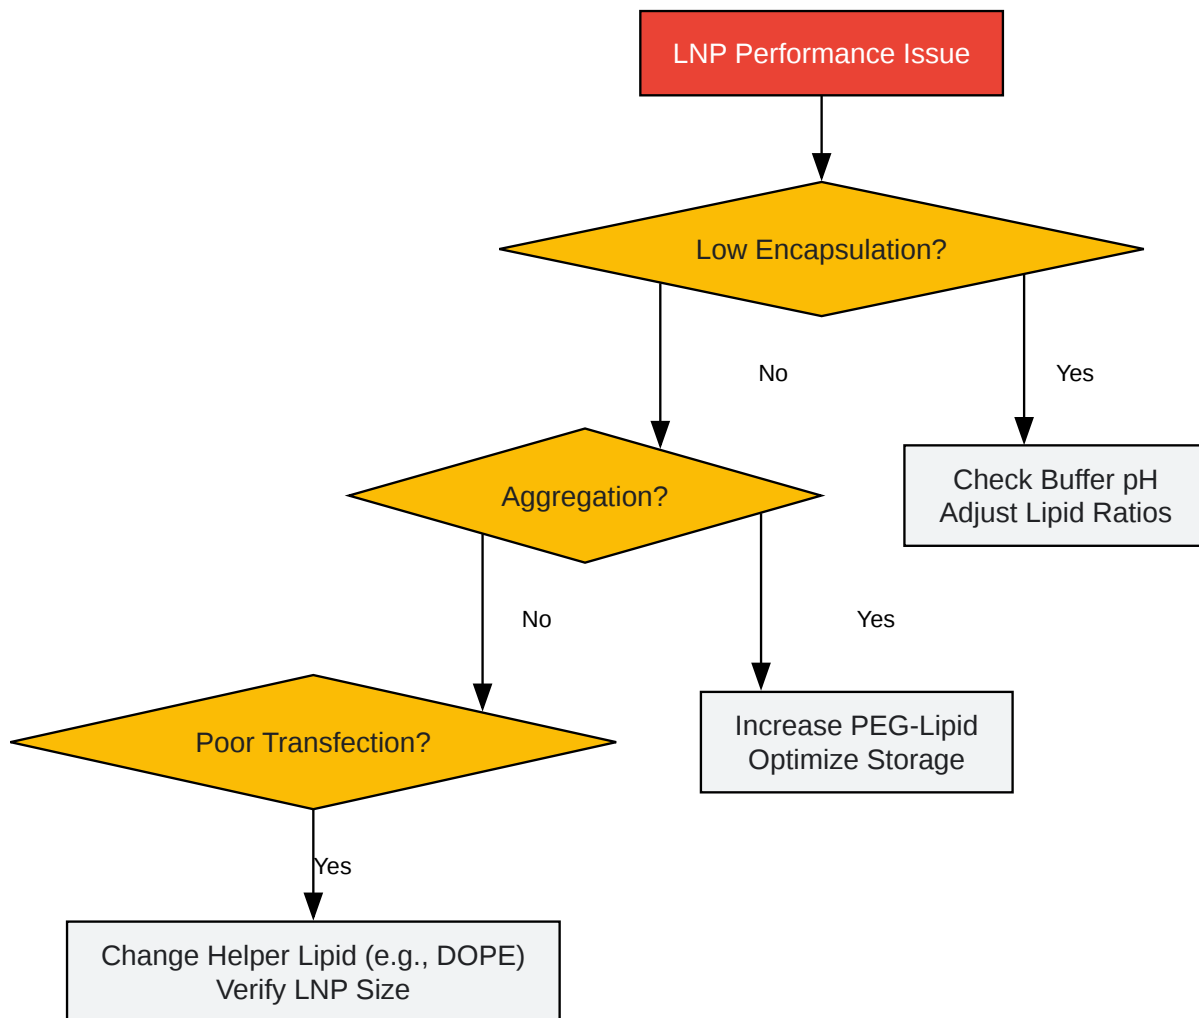 LNP Performance Issue
Low Encapsulation?
No
Yes
Check Buffer pH
Adjust Lipid Ratios
Aggregation?
No
Yes
Increase PEG-Lipid
Optimize Storage
Poor Transfection?
Yes
Change Helper Lipid (e.g., DOPE)
Verify LNP Size